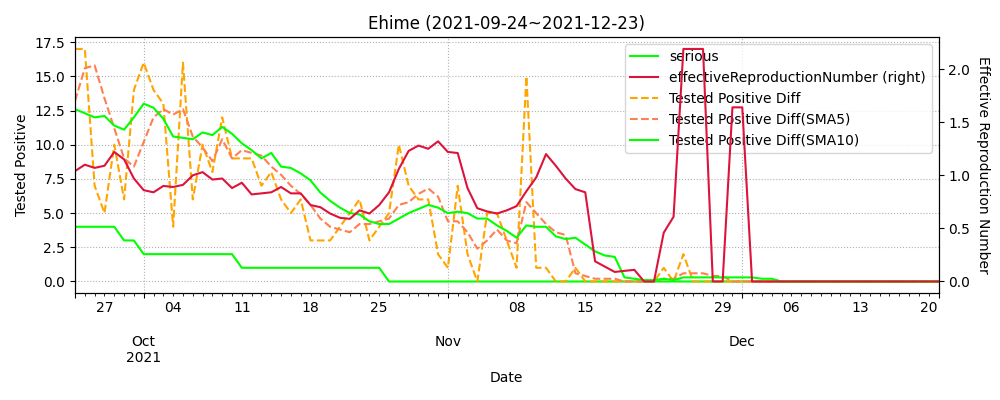 Ehime (2021-09-24~2021-12-23)
17.5
15.0
12.5
10.0
7.5
5.0
2.5
0.0
Tested Positive
serious
effectiveReproductionNumber (right)
Tested Positive Diff
Tested Positive Diff(SMA5)
Tested Positive Diff(SMA10)
2.0
1.5
1.0
0.5
0.0
Effective Reproduction Number
27 04 11 18 25 08 15 22 29 06 13 20
Oct Nov Dec
2021
Date